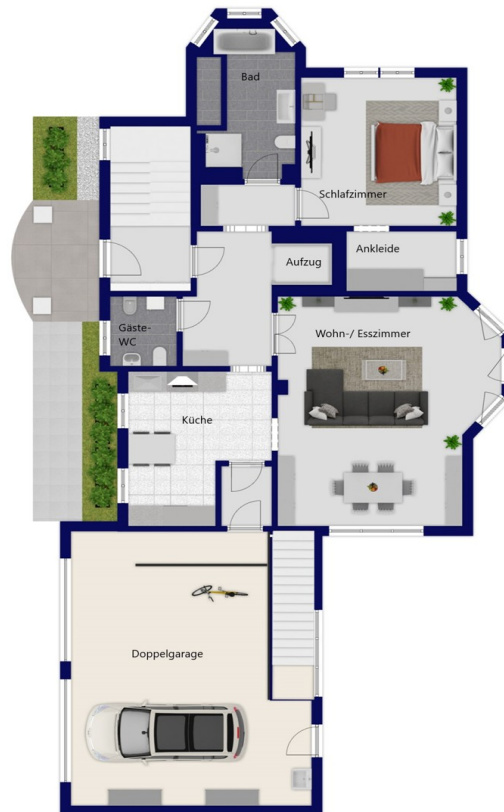 Bad
Schlafzimmer
Ankleide
Aufzug
Gäste-
WC
Wohn-/ Esszimmer
Küche
Doppelgarage